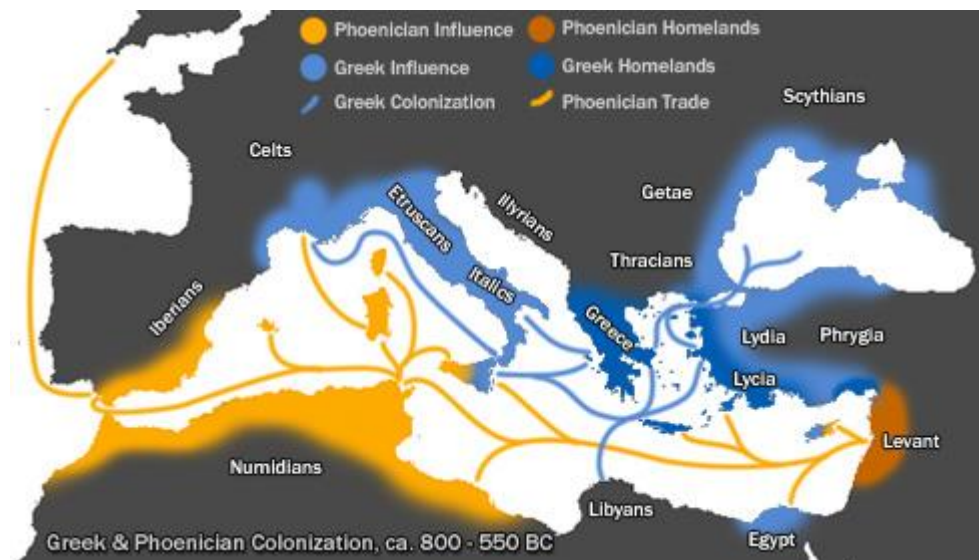 Phoenician Influence
Phoenician Homelands
Greek Influence
Greek Homelands
Greek Colonization
Phoenician Trade
Scythians
Celts
Getae
Illyrians
Etruscans
Thracians
Italics
Iberians
Greece
Lydia
Phrygia
Lycia
Levant
Numidians
Libyans
Egypt
Greek & Phoenician Colonization, ca. 800 - 550 BC